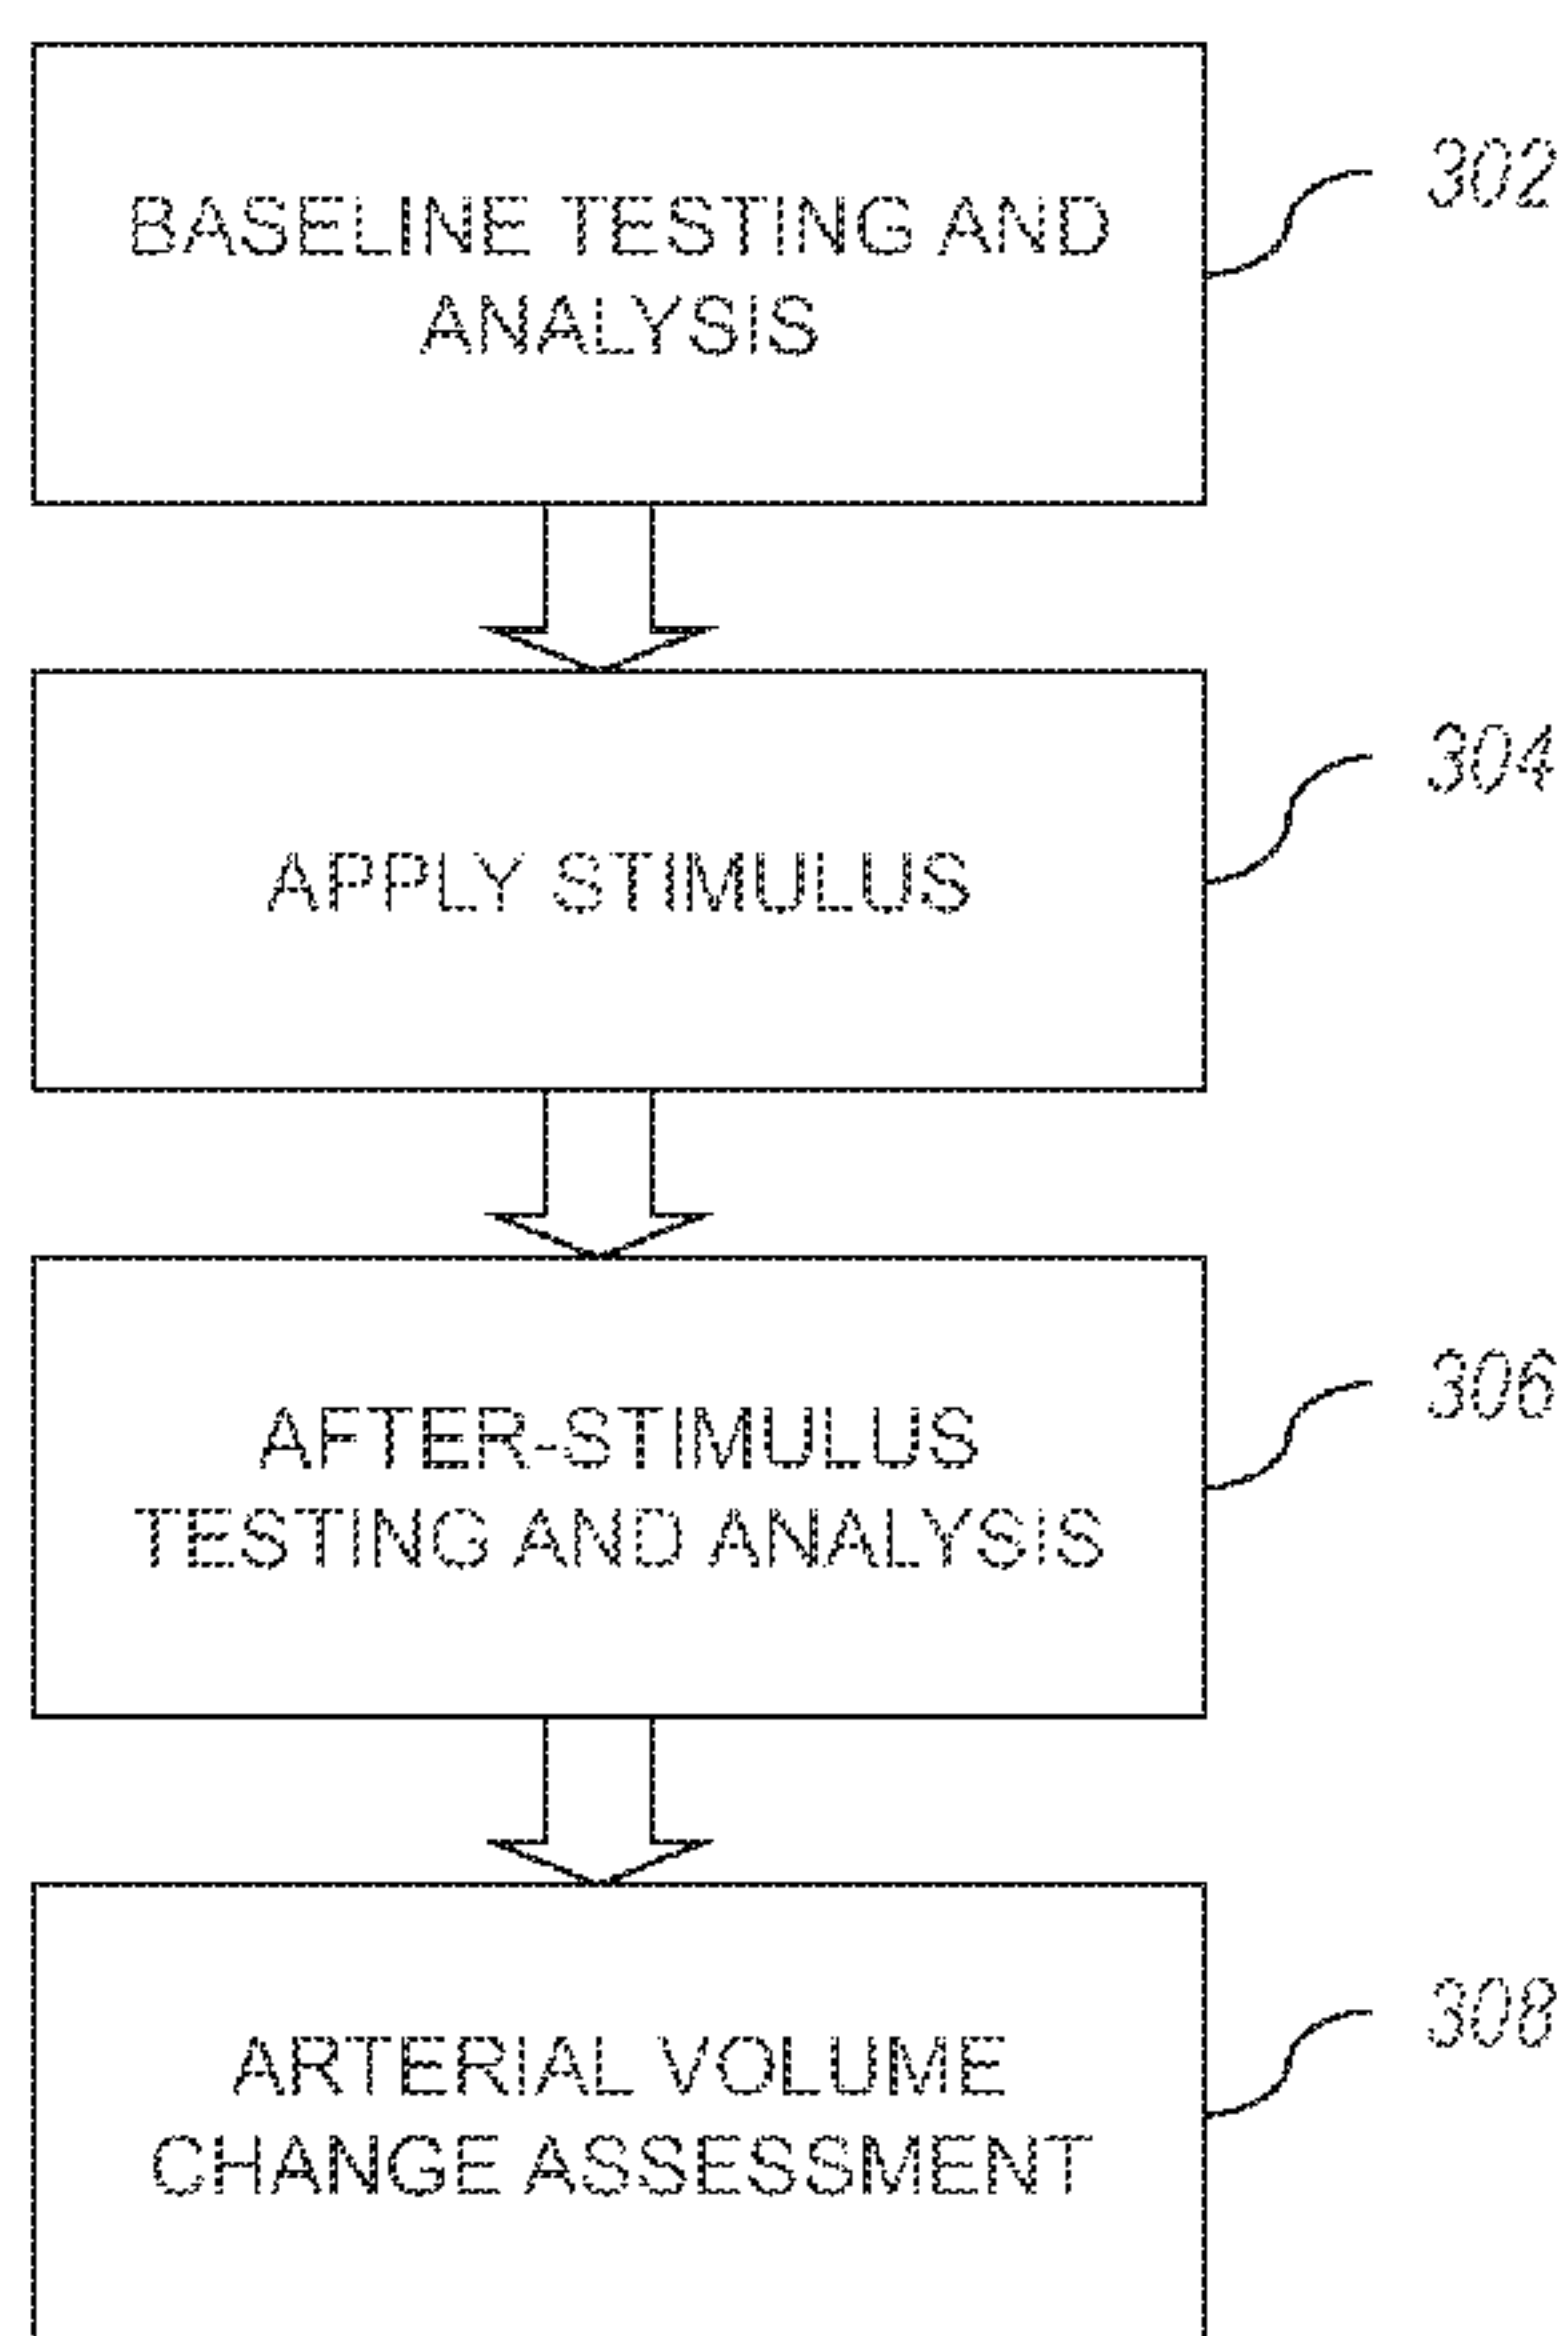 BASELINE TESTING AND
ANALYSIS
302
APPLY STIMULUS
304
AFTER-STIMULUS
TESTING AND ANALYSIS
306
ARTERIAL VOLUME
CHANGE ASSESSMENT
308